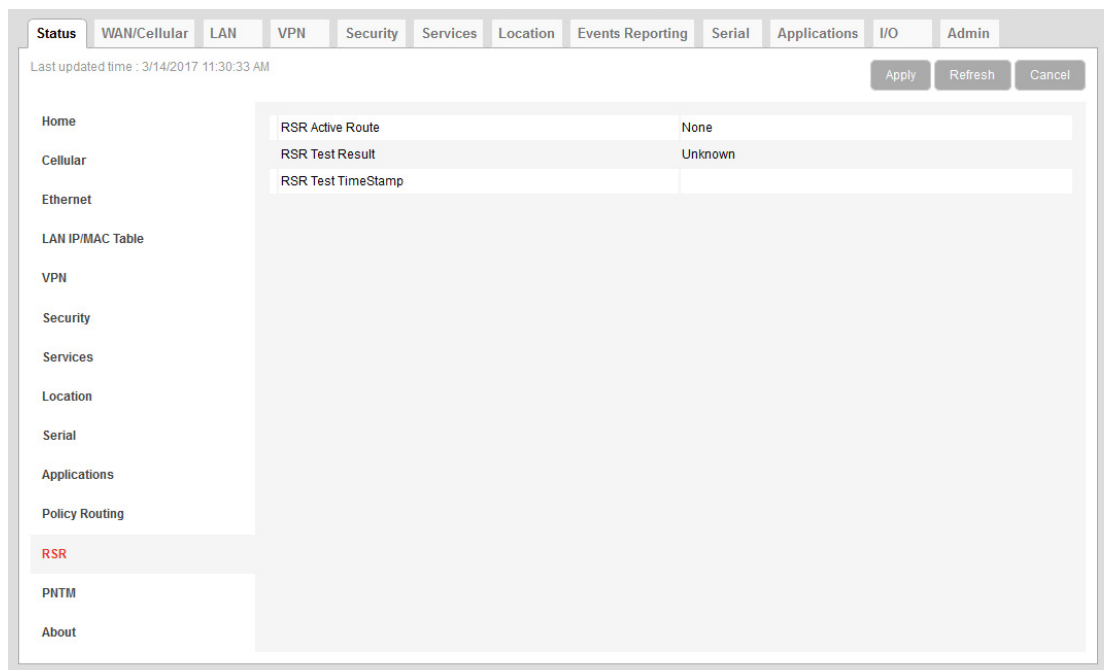 Status WAN/Cellular LAN VPN Security Services Location Events Reporting Serial Applications I/O Admin
Last updated time : 3/14/2017 11:30:33 AM
Apply Refresh Cancel
Home
Cellular
Ethernet
LAN IP/MAC Table
VPN
Security
Services
Location
Serial
Applications
Policy Routing
RSR
PNTM
About
RSR Active Route None
RSR Test Result Unknown
RSR Test TimeStamp